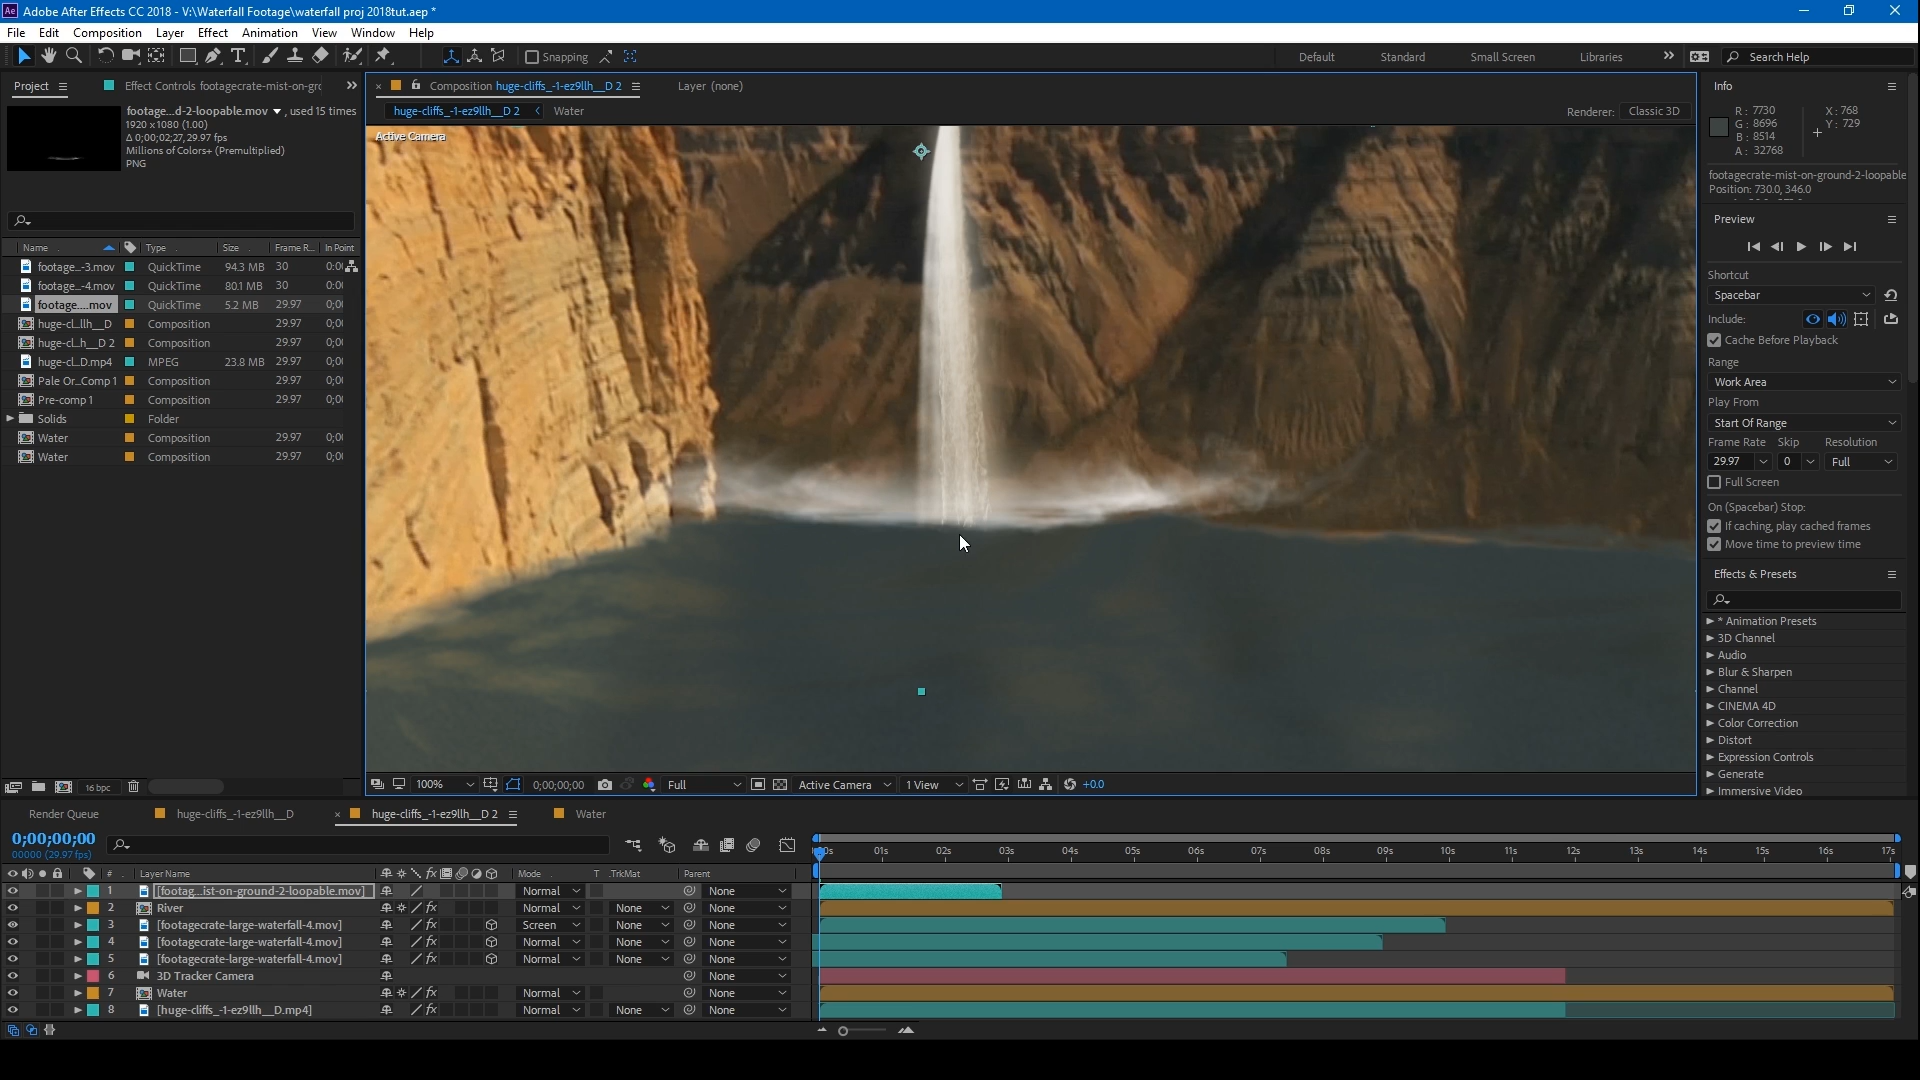 Ae Adobe After Effects CC 2018 - V:\Waterfall Footage\waterfall proj 2018tut.aep *
File Edit Composition Layer Effect Animation View Window Help
Snapping
Default Standard Small Screen Libraries
Search Help
Project
Effect Controls footagecrate-mist-on-gro
footage...d-2-loopable.mov , used 15 times
1920 x 1080 (1.00)
Δ 0;00;02;27, 29.97 fps
Millions of Colors+ (Premultiplied)
PNG
Name Type Size Frame R... In Point
footage...-3.mov QuickTime 94.3 MB 30
footage...-4.mov QuickTime 80.1 MB 30
footage....mov QuickTime 5.2 MB 29.97
huge-cl...llh__D Composition 29.97
huge-cl...h__D 2 Composition 29.97
huge-cl...D.mp4 MPEG 23.8 MB 29.97
Pale Or...Comp 1 Composition 29.97
Pre-comp 1 Composition 29.97
Solids Folder
Water Composition 29.97
Water Composition 29.97
16 bpc
Composition huge-cliffs_-1-ez9llh__D 2
Layer (none)
huge-cliffs_-1-ez9llh__D 2 Water
Renderer: Classic 3D
Active Camera
100% 0;00;00;00 Full Active Camera 1 View +0.0
Info
R : 7730
G : 8696
B : 8514
A : 32768
X : 768
Y : 729
footagecrate-mist-on-ground-2-loopable
Position: 730.0, 346.0
Preview
Shortcut
Spacebar
Include:
Cache Before Playback
Range
Work Area
Play From
Start Of Range
Frame Rate Skip Resolution
29.97 0 Full
Full Screen
On (Spacebar) Stop:
If caching, play cached frames
Move time to preview time
Effects & Presets
* Animation Presets
3D Channel
Audio
Blur & Sharpen
Channel
CINEMA 4D
Color Correction
Distort
Expression Controls
Generate
Immersive Video
Render Queue huge-cliffs_-1-ez9llh__D huge-cliffs_-1-ez9llh__D 2 Water
0;00;00;00
00000 (29.97 fps)
01s 02s 03s 04s 05s 06s 07s 08s 09s 10s 11s 12s 13s 14s 15s 16s 17s
# Layer Name Mode T .TrkMat Parent
1 [footag...ist-on-ground-2-loopable.mov] Normal None
2 River Normal None None
3 [footagecrate-large-waterfall-4.mov] Screen None None
4 [footagecrate-large-waterfall-4.mov] Normal None None
5 [footagecrate-large-waterfall-4.mov] Normal None None
6 3D Tracker Camera None
7 Water Normal None
8 [huge-cliffs_-1-ez9llh__D.mp4] Normal None None